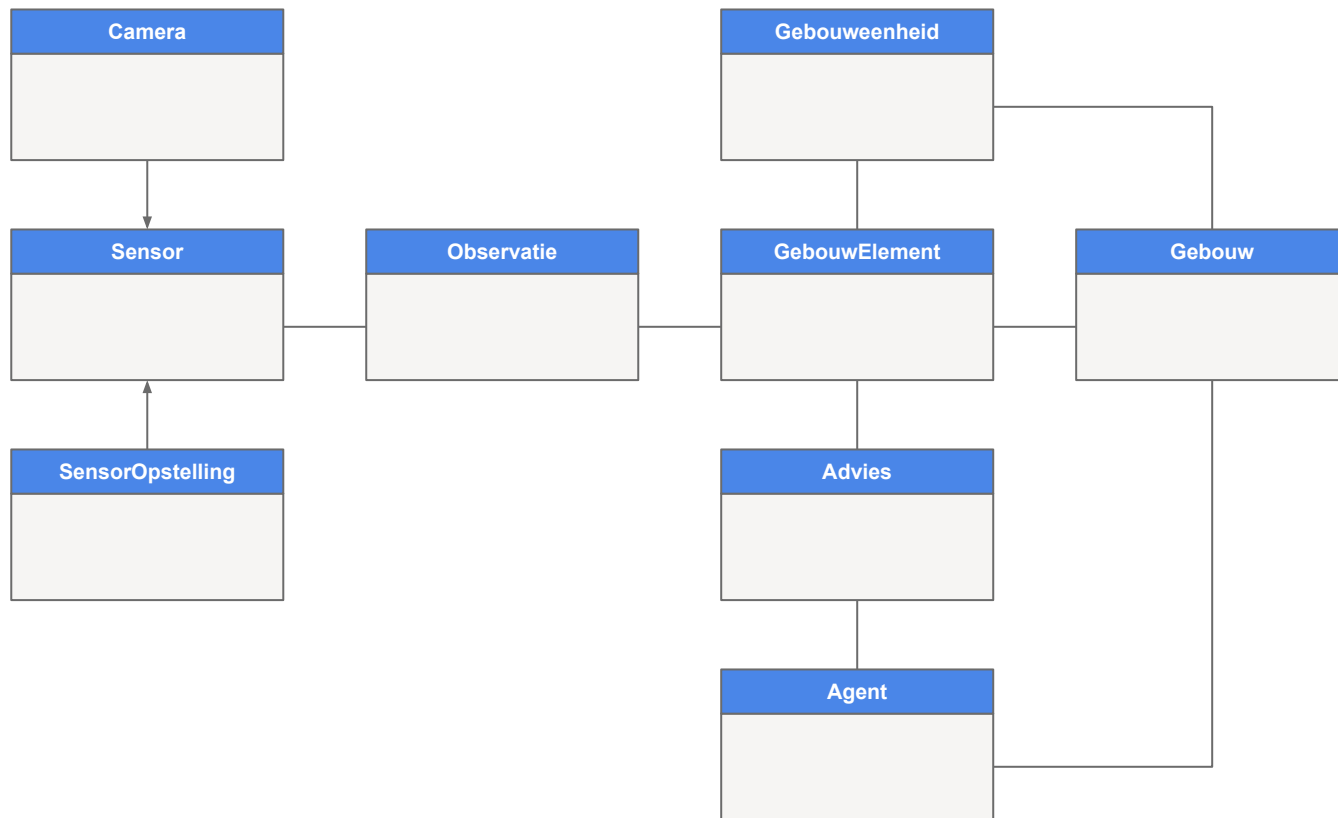 Camera
Gebouweenheid
Sensor
Observatie
GebouwElement
Gebouw
SensorOpstelling
Advies
Agent